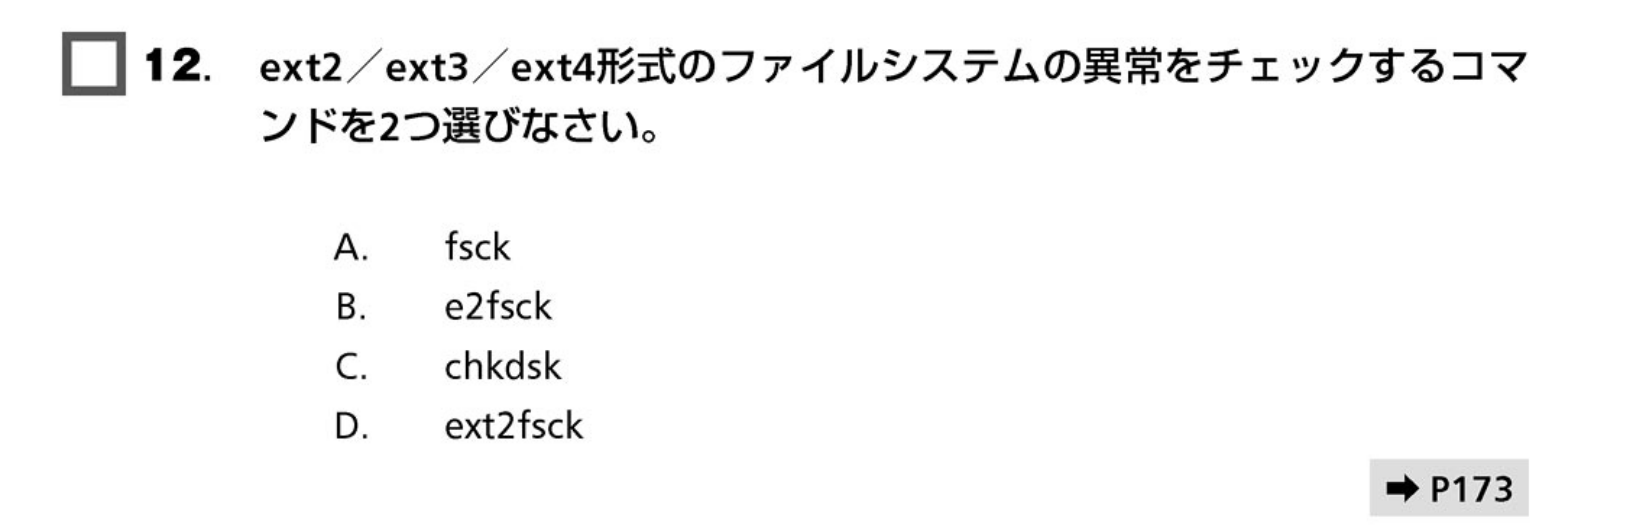 12. ext2／ext3／ext4形式のファイルシステムの異常をチェックするコマ
ンドを2つ選びなさい。
A. fsck
B. e2fsck
C. chkdsk
D. ext2fsck
➡ P173